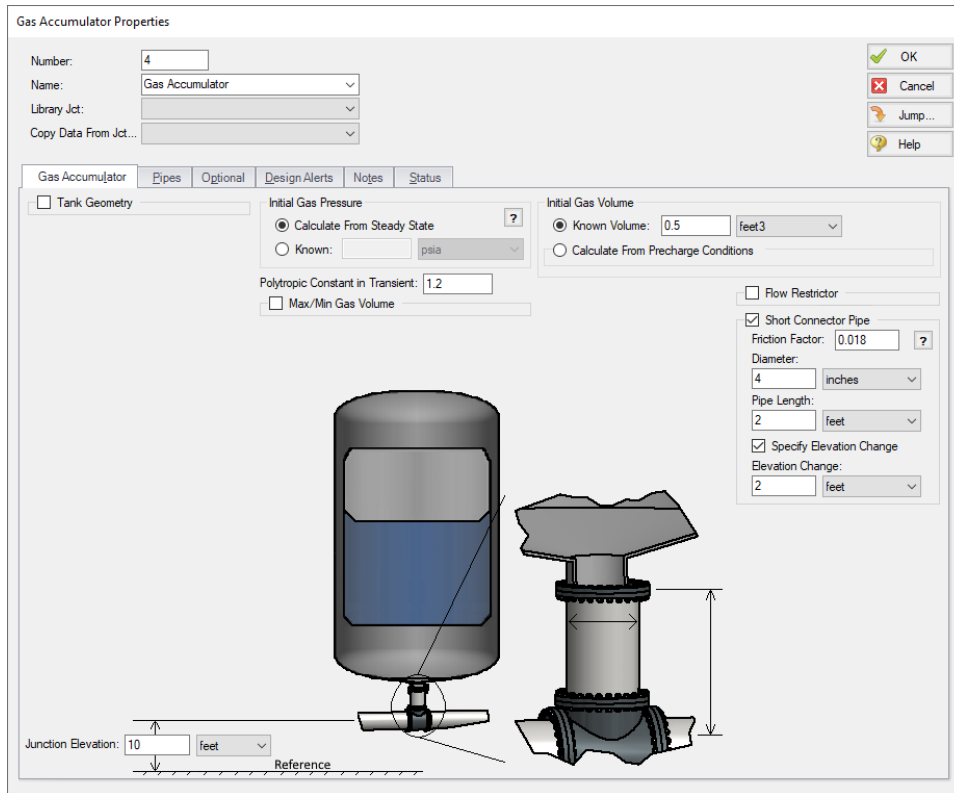 Gas Accumulator Properties
Number: 4
Name: Gas Accumulator
Library Jct:
Copy Data From Jct...
OK
Cancel
Jump...
Help
Gas Accumulator Pipes Optional Design Alerts Notes Status
Tank Geometry
Initial Gas Pressure
Calculate From Steady State ?
Known: psia
Polytropic Constant in Transient: 1.2
Max/Min Gas Volume
Initial Gas Volume
Known Volume: 0.5 feet3
Calculate From Precharge Conditions
Flow Restrictor
Short Connector Pipe
Friction Factor: 0.018 ?
Diameter:
4 inches
Pipe Length:
2 feet
Specify Elevation Change
Elevation Change:
2 feet
Junction Elevation: 10 feet
Reference